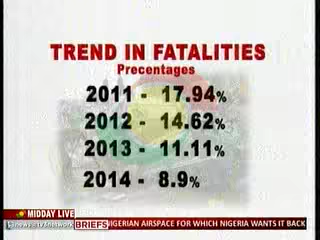 TREND IN FATALITIES
Precentages
2011 - 17.94%
2012 - 14.62%
2013 - 11.11%
2014 - 8.9%
MIDDAY LIVE
BRIEFS
NIGERIAN AIRSPACE FOR WHICH NIGERIA WANTS IT BACK